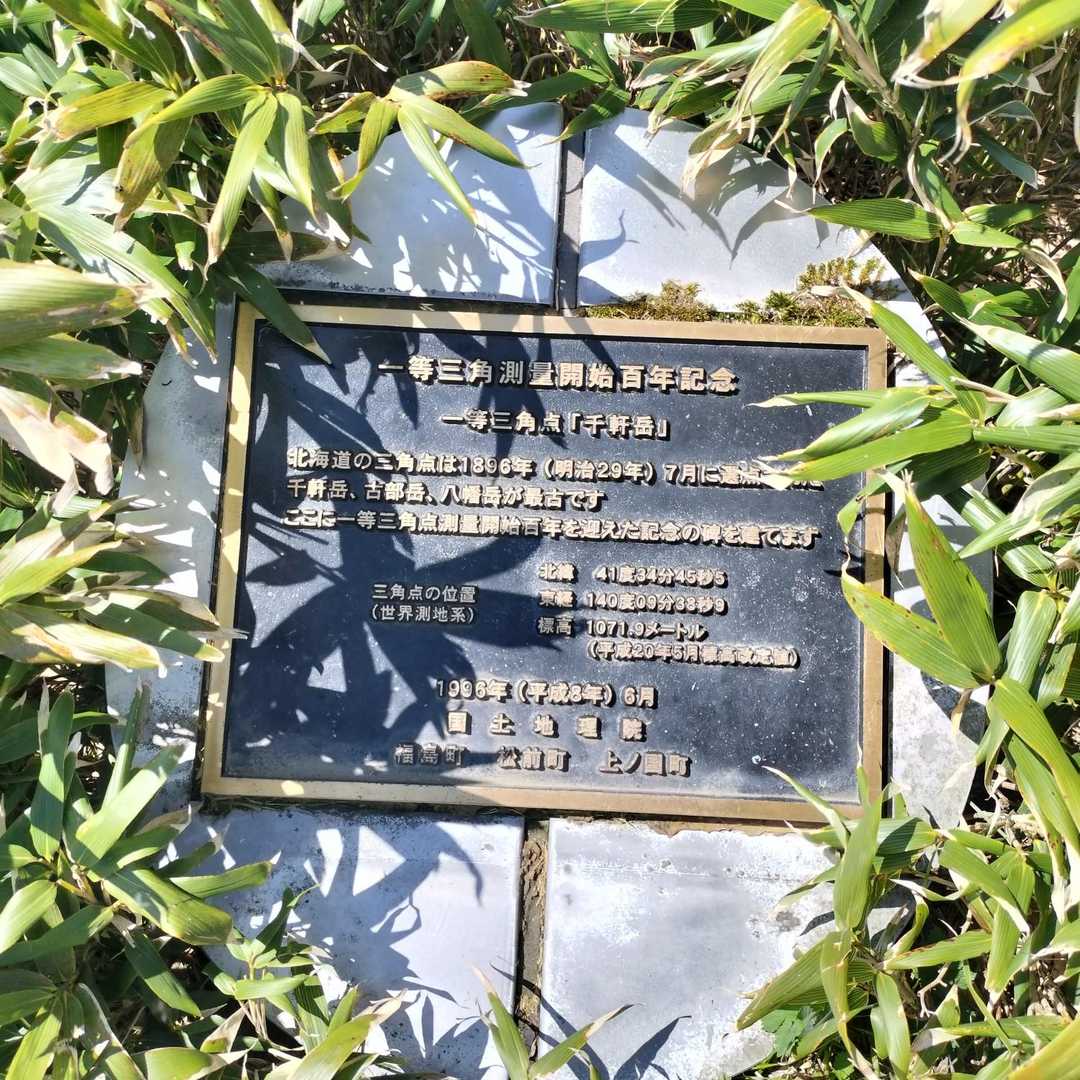 一等三角測量開始百年記念
一等三角点「千軒岳」
北海道の三角点は1896年（明治29年）7月に選点
千軒岳、古部岳、八幡岳が最古です
ここに一等三角点測量開始百年を迎えた記念の碑を建てます
三角点の位置
（世界測地系）
北緯 41度34分45秒5
東経 140度09分38秒9
標高 1071.9メートル
（平成20年5月標高改定値）
1996年（平成8年）6月
国土地理院
福島町 松前町 上ノ国町